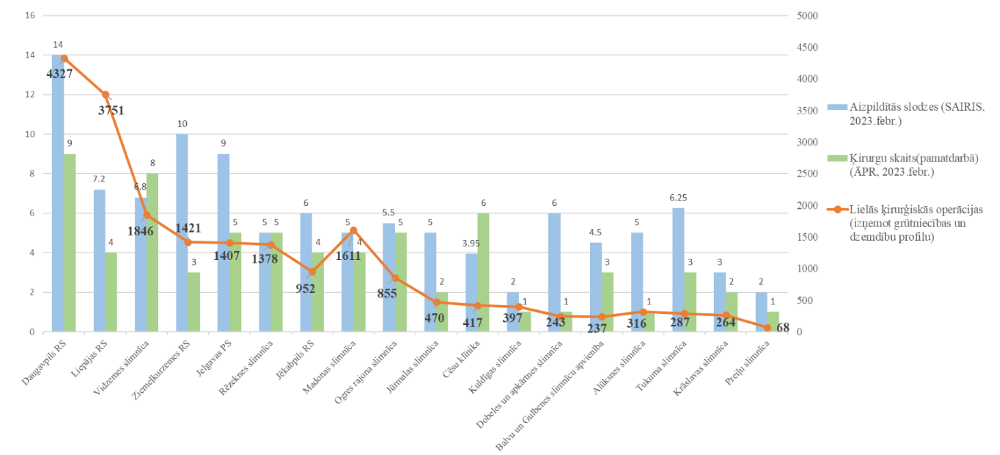 16
14
12
10
8
6
4
2
0
5000
4500
4000
3500
3000
2500
2000
1500
1000
500
0
14
9
4327
7.2
4
3751
6.8
8
1846
10
3
1421
9
5
1407
5
5
1378
6
4
952
5
4
1611
5.5
5
855
5
2
470
3.95
6
417
2
1
397
6
1
243
4.5
3
237
5
1
316
6.25
3
287
3
2
264
2
1
68
Daugavpils RS
Liepājas RS
Vidzemes slimnīca
Ziemeļkurzemes RS
Jelgavas PS
Rēzeknes slimnīca
Jēkabpils RS
Madonas slimnīca
Ogres rajona slimnīca
Jūrmalas slimnīca
Cēsu klīnika
Kuldīgas slimnīca
Dobeles un apkārtnes slimnīca
Balvu un Gulbenes slimnīcu apvienība
Alūksnes slimnīca
Tukuma slimnīca
Krāslavas slimnīca
Preiļu slimnīca
Aizpildītās slodzes (SAIRIS,
2023.febr.)
Ķirurgu skaits(pamatdarbā)
(ĀPR, 2023.febr.)
Lielās ķirurģiskās operācijas
(izņemot grūtniecības un
dzemdību profilu)